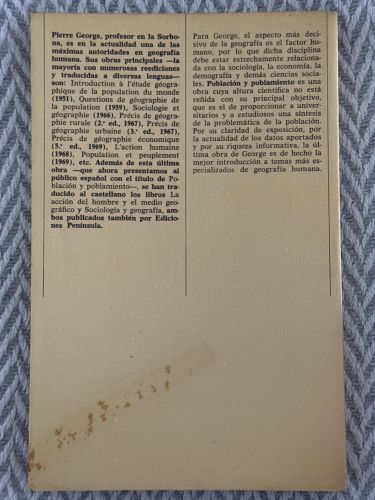 Pierre George, profesor en la Sorbo-
na, es en la actualidad una de las
máximas autoridades en geografía
humana. Sus obras principales —la
mayoría con numerosas reediciones
y traducidas a diversas lenguas—
son: Introduction à l'étude géogra-
phique de la population du monde
(1951), Questions de géographie de
la population (1959), Sociologie et
géographie (1966), Précis de géogra-
phie rurale (2.ª ed., 1967), Précis de
géographie urbaine (3.ª ed., 1967),
Précis de géographie économique
(5.ª ed., 1969), L'action humaine
(1968), Population et peuplement
(1969), etc. Además de esta última
obra —que ahora presentamos al
público español con el título de Po-
blación y poblamiento—, se han tra-
ducido al castellano los libros La
acción del hombre y el medio geo-
gráfico y Sociología y geografía, am-
bos publicados también por Edicio-
nes Península.
Para George, el aspecto más deci-
sivo de la geografía es el factor hu-
mano, por lo que dicha disciplina
debe estar estrechamente relaciona-
da con la sociología, la economía, la
demografía y demás ciencias socia-
les. Población y poblamiento es una
obra cuya altura científica no está
reñida con su principal objetivo,
que es el de proporcionar a univer-
sitarios y a estudiosos una síntesis
de la problemática de la población.
Por su claridad de exposición, por
la actualidad de los datos aportados
y por su riqueza informativa, la úl-
tima obra de George es de hecho la
mejor introducción a temas más es-
pecializados de geografía humana.